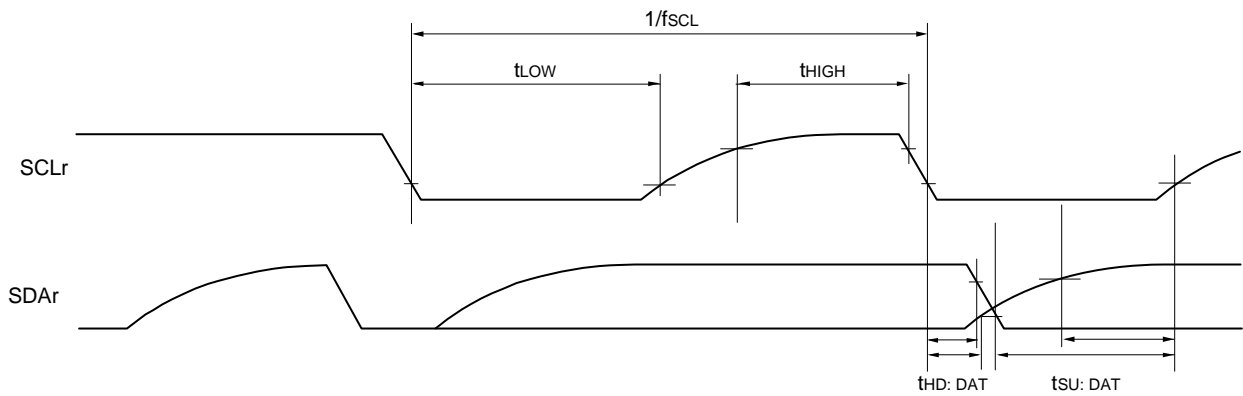 1/fSCL
tLOW
tHIGH
SCLr
SDAr
tHD: DAT
tSU: DAT